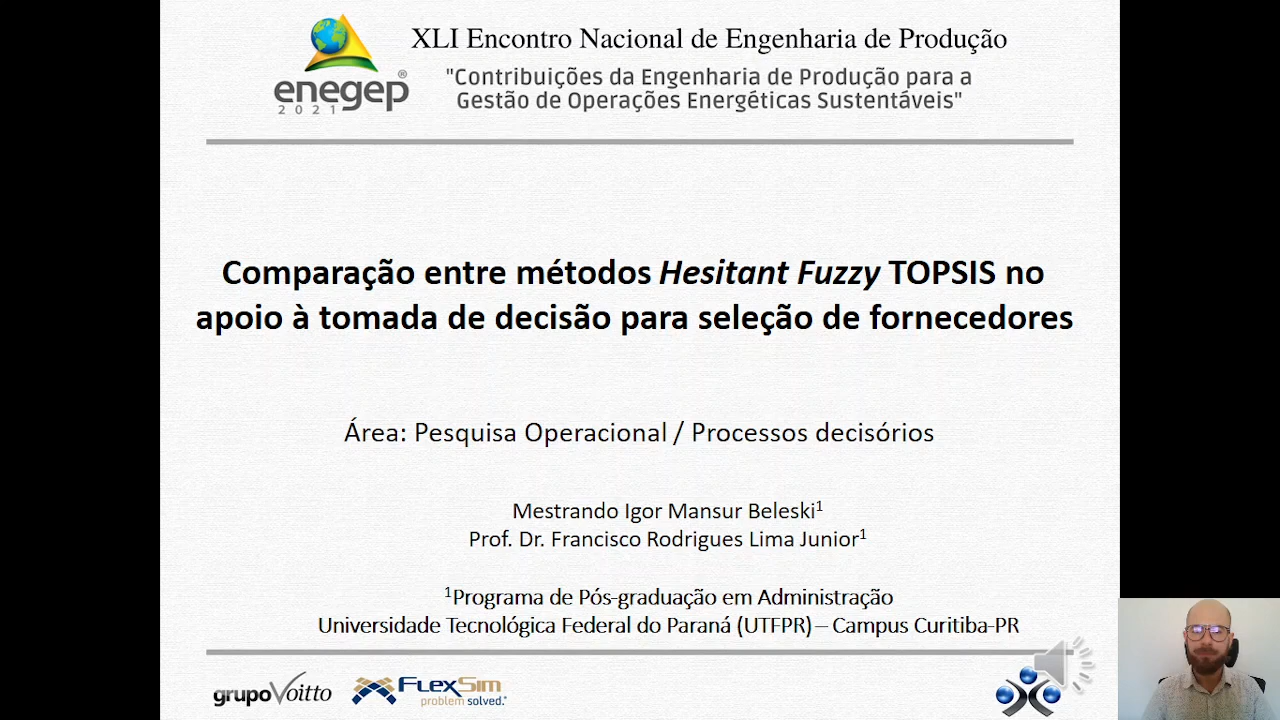 XLI Encontro Nacional de Engenharia de Produção
"Contribuições da Engenharia de Produção para a
Gestão de Operações Energéticas Sustentáveis"
enegep®
2021
Comparação entre métodos Hesitant Fuzzy TOPSIS no
apoio à tomada de decisão para seleção de fornecedores
Área: Pesquisa Operacional / Processos decisórios
Mestrando Igor Mansur Beleski¹
Prof. Dr. Francisco Rodrigues Lima Junior¹
¹Programa de Pós-graduação em Administração
Universidade Tecnológica Federal do Paraná (UTFPR) – Campus Curitiba-PR
grupoVoitto
FLEXSIM
problem solved.®